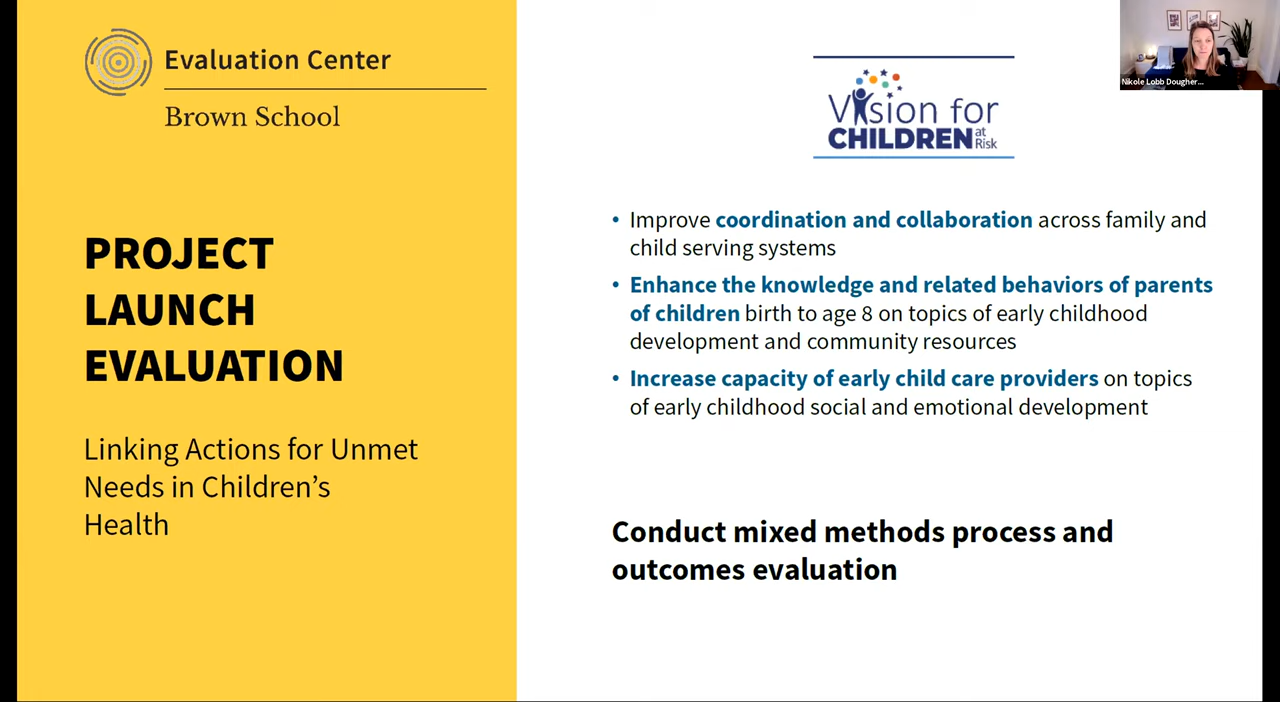 Evaluation Center
Brown School
PROJECT
LAUNCH
EVALUATION
Linking Actions for Unmet
Needs in Children’s
Health
Vision for
CHILDREN at Risk
• Improve coordination and collaboration across family and
child serving systems
• Enhance the knowledge and related behaviors of parents
of children birth to age 8 on topics of early childhood
development and community resources
• Increase capacity of early child care providers on topics
of early childhood social and emotional development
Conduct mixed methods process and
outcomes evaluation
Nikole Lobb Dougher...